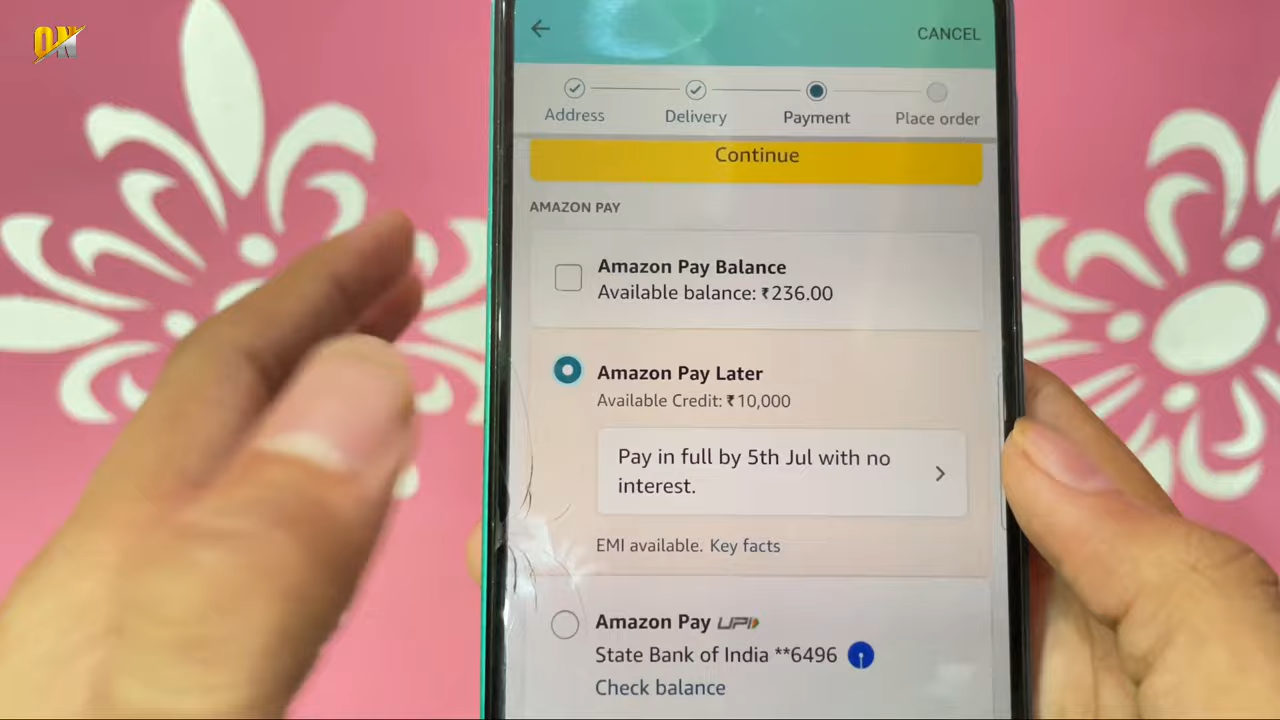 ON
CANCEL
Address
Delivery
Payment
Place order
Continue
AMAZON PAY
Amazon Pay Balance
Available balance: ₹236.00
Amazon Pay Later
Available Credit: ₹10,000
Pay in full by 5th Jul with no
interest.
EMI available. Key facts
Amazon Pay UPI
State Bank of India **6496
Check balance